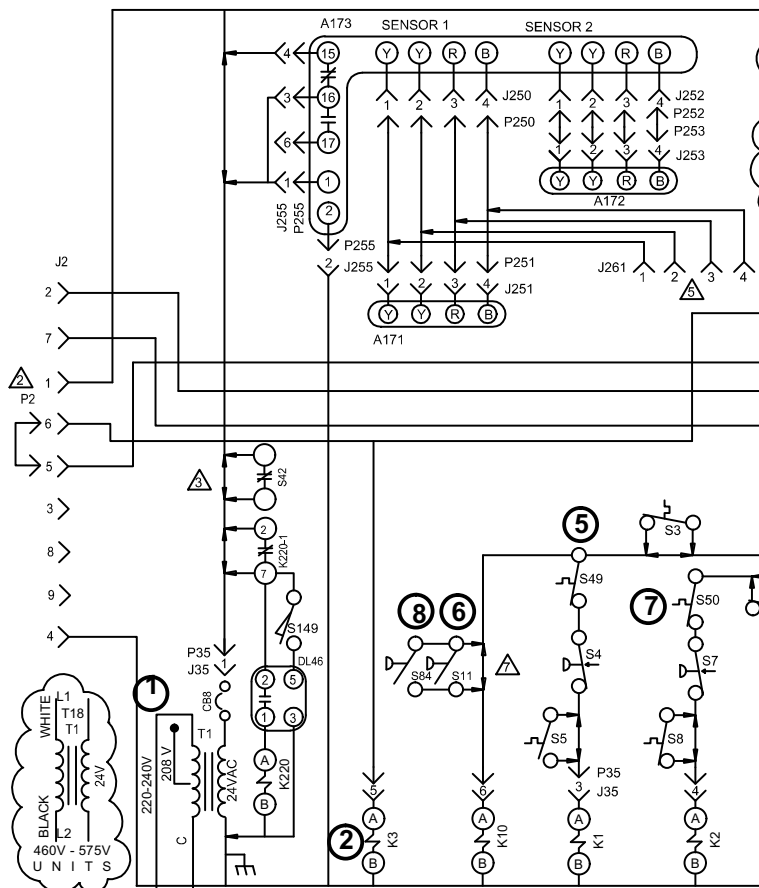 A173 SENSOR 1 SENSOR 2
4 15 Y Y R B Y Y R B
3 16 1 2 3 4 J250 1 2 3 4 J252
P250 P252
6 17 P253
1 1 1 2 3 4 J253
J255 P255 2 Y Y R B
A172
P255
J2 2 J255 P251 J261 1 2 3 4
1 2 3 4 J251 5
2 Y Y R B
7 A171
2 1
P2
6
5 3 S42
3 2 K220-1 5 S3
8 7 S49 7 S50
9 S149 8 6
4 P35 J35 1 DL46 S84 S11 7 S4 S7
1 CB8 2 5
1 3
WHITE L1 T18 T1 24V
BLACK L2
460V - 575V
U N I T S
220-240V 208 V C T1 24VAC
A B K220
S5 S8
P35
5 6 3 J35 4
2 A B K3 A B K10 A B K1 A B K2